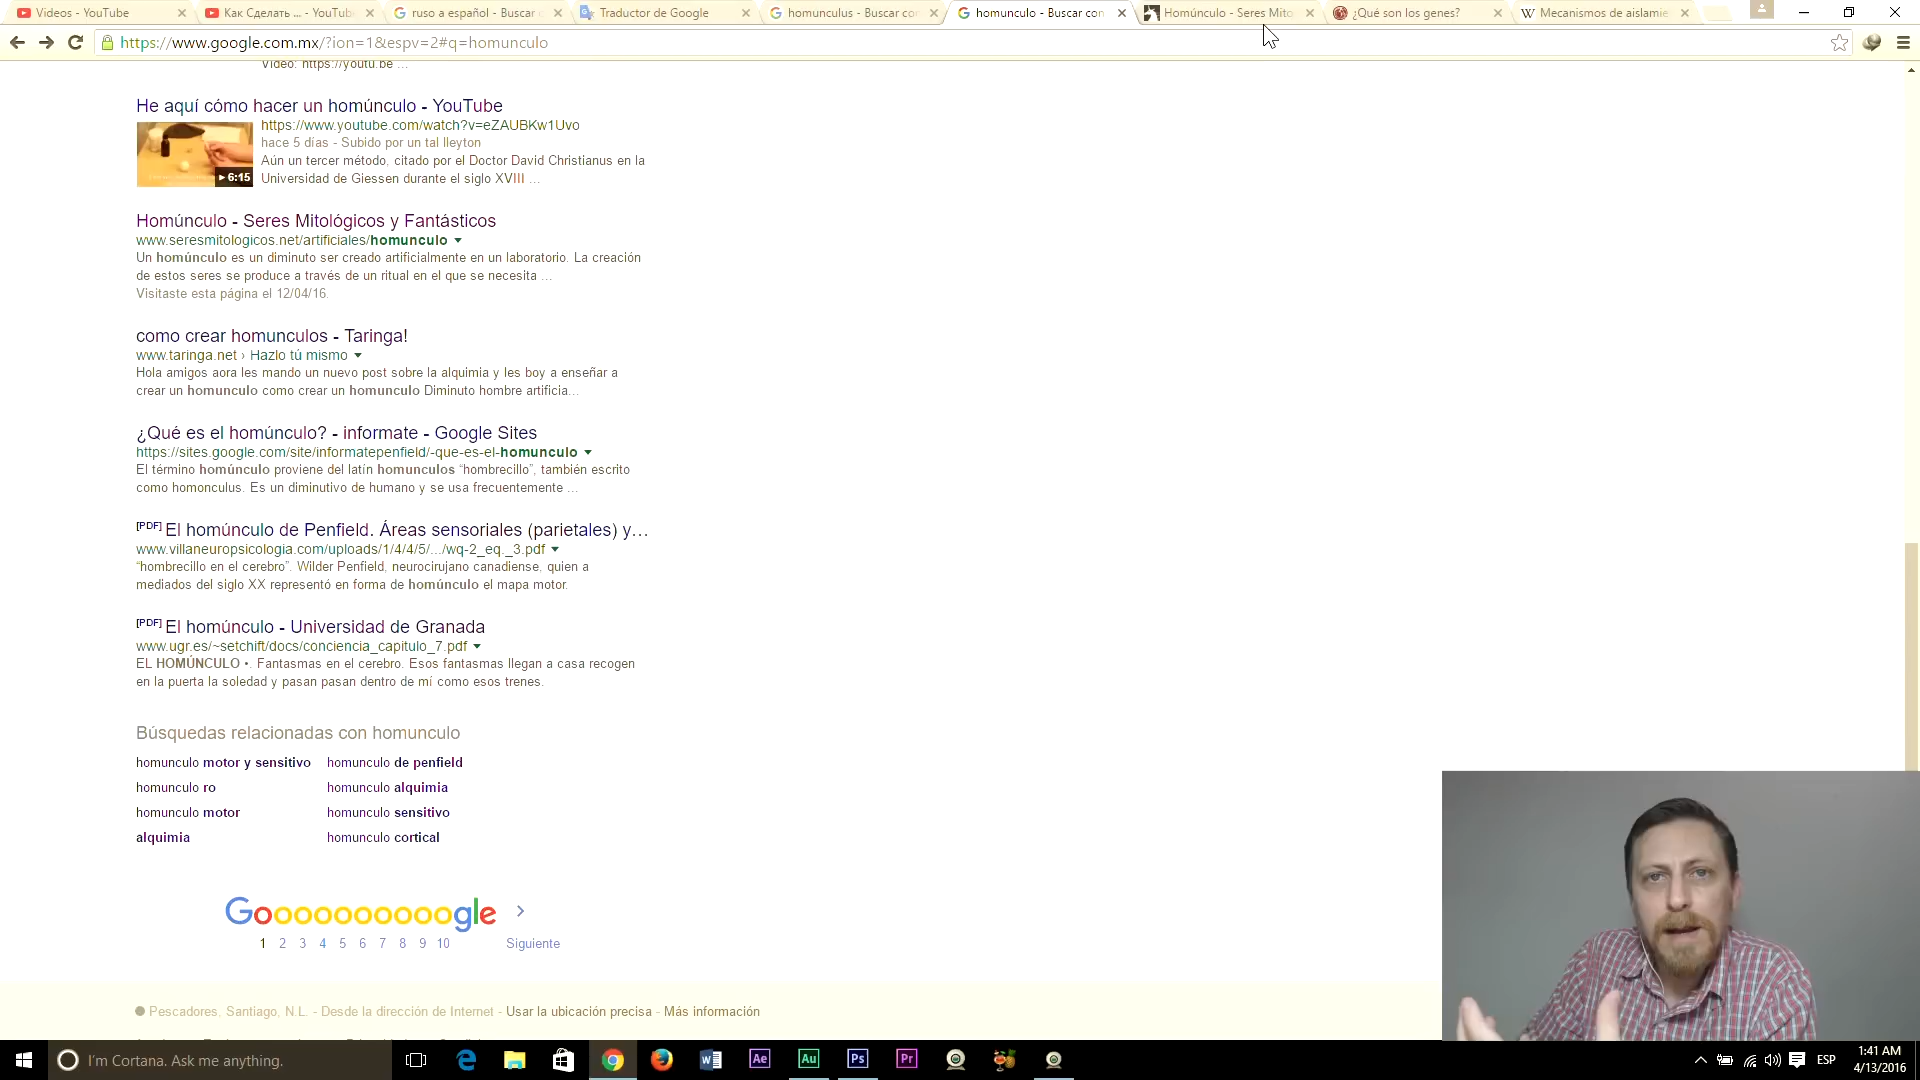 Videos - YouTube
Как Сделать ... - YouTube
ruso a español - Buscar
Traductor de Google
homunculus - Buscar co
homunculo - Buscar con
Homúnculo - Seres Mito
¿Qué son los genes?
Mecanismos de aislamie
https://www.google.com.mx/?ion=1&espv=2#q=homunculo
Video: https://youtu.be ...
He aquí cómo hacer un homúnculo - YouTube
https://www.youtube.com/watch?v=eZAUBKw1Uvo
hace 5 días - Subido por un tal lleyton
Aún un tercer método, citado por el Doctor David Christianus en la
Universidad de Giessen durante el siglo XVIII ...
6:15
Homúnculo - Seres Mitológicos y Fantásticos
www.seresmitologicos.net/artificiales/homunculo
Un homúnculo es un diminuto ser creado artificialmente en un laboratorio. La creación
de estos seres se produce a través de un ritual en el que se necesita ...
Visitaste esta página el 12/04/16.
como crear homunculos - Taringa!
www.taringa.net › Hazlo tú mismo
Hola amigos aora les mando un nuevo post sobre la alquimia y les boy a enseñar a
crear un homunculo como crear un homunculo Diminuto hombre artificia...
¿Qué es el homúnculo? - informate - Google Sites
https://sites.google.com/site/informatepenfield/-que-es-el-homunculo
El término homúnculo proviene del latín homunculos “hombrecillo”, también escrito
como homonculus. Es un diminutivo de humano y se usa frecuentemente ...
[PDF] El homúnculo de Penfield. Áreas sensoriales (parietales) y...
www.villaneuropsicologia.com/uploads/1/4/4/5/.../wq-2_eq._3.pdf
“hombrecillo en el cerebro”. Wilder Penfield, neurocirujano canadiense, quien a
mediados del siglo XX representó en forma de homúnculo el mapa motor.
[PDF] El homúnculo - Universidad de Granada
www.ugr.es/~setchift/docs/conciencia_capitulo_7.pdf
EL HOMÚNCULO •. Fantasmas en el cerebro. Esos fantasmas llegan a casa recogen
en la puerta la soledad y pasan pasan dentro de mí como esos trenes.
Búsquedas relacionadas con homunculo
homunculo motor y sensitivo
homunculo de penfield
homunculo ro
homunculo alquimia
homunculo motor
homunculo sensitivo
alquimia
homunculo cortical
Goooooooooogle
1 2 3 4 5 6 7 8 9 10 Siguiente
Pescadores, Santiago, N.L. - Desde la dirección de Internet - Usar la ubicación precisa - Más información
I'm Cortana. Ask me anything.
Ae
Au
Ps
Pr
ESP
1:41 AM
4/13/2016